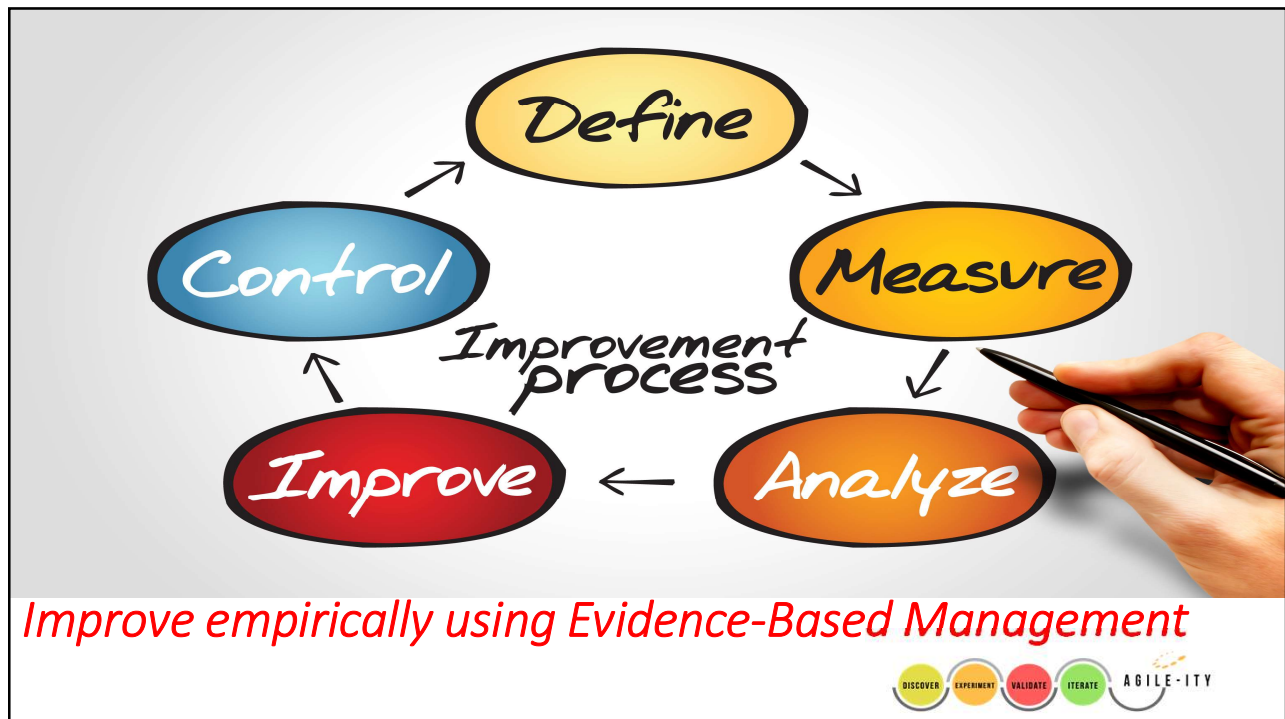 Define
Measure
Analyze
Improve
Control
Improvement
process
Improve empirically using Evidence-Based Management
DISCOVER EXPERIMENT VALIDATE ITERATE AGILE-ITY